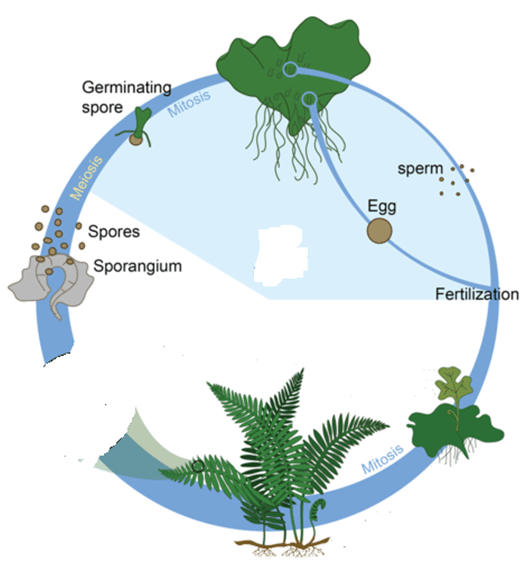 Germinating
spore
Mitosis
Meiosis
sperm
Spores
Egg
Sporangium
Fertilization
Mitosis